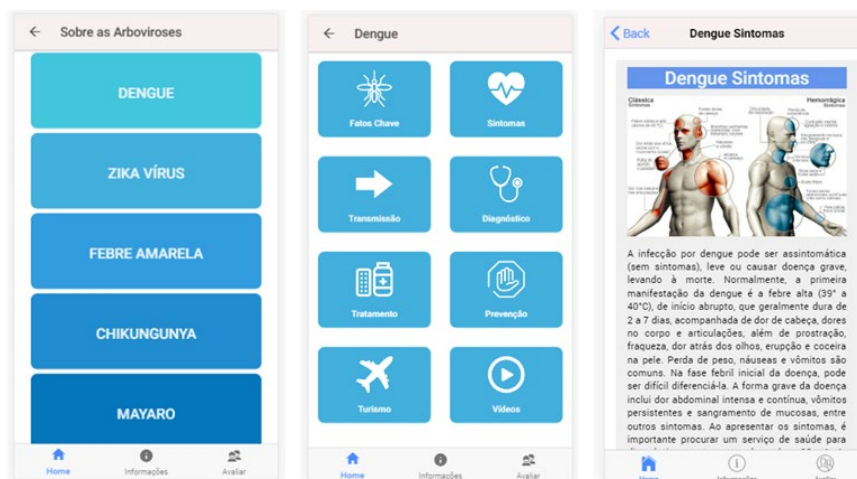 ← Sobre as Arboviroses
DENGUE
ZIKA VÍRUS
FEBRE AMARELA
CHIKUNGUNYA
MAYARO
Home Informações Avaliar
← Dengue
Fatos Chave Sintomas
Transmissão Diagnóstico
Tratamento Prevenção
Turismo Vídeos
Home Informações Avaliar
Back Dengue Sintomas
Dengue Sintomas
Clássica Hemorrágica
Sintomas Sintomas
A infecção por dengue pode ser assintomática
(sem sintomas), leve ou causar doença grave,
levando à morte. Normalmente, a primeira
manifestação da dengue é a febre alta (39° a
40°C), de início abrupto, que geralmente dura de
2 a 7 dias, acompanhada de dor de cabeça, dores
no corpo e articulações, além de prostração,
fraqueza, dor atrás dos olhos, erupção e coceira
na pele. Perda de peso, náuseas e vômitos são
comuns. Na fase febril inicial da doença, pode
ser difícil diferenciá-la. A forma grave da doença
inclui dor abdominal intensa e contínua, vômitos
persistentes e sangramento de mucosas, entre
outros sintomas. Ao apresentar os sintomas, é
importante procurar um serviço de saúde para
Home Informações Avaliar